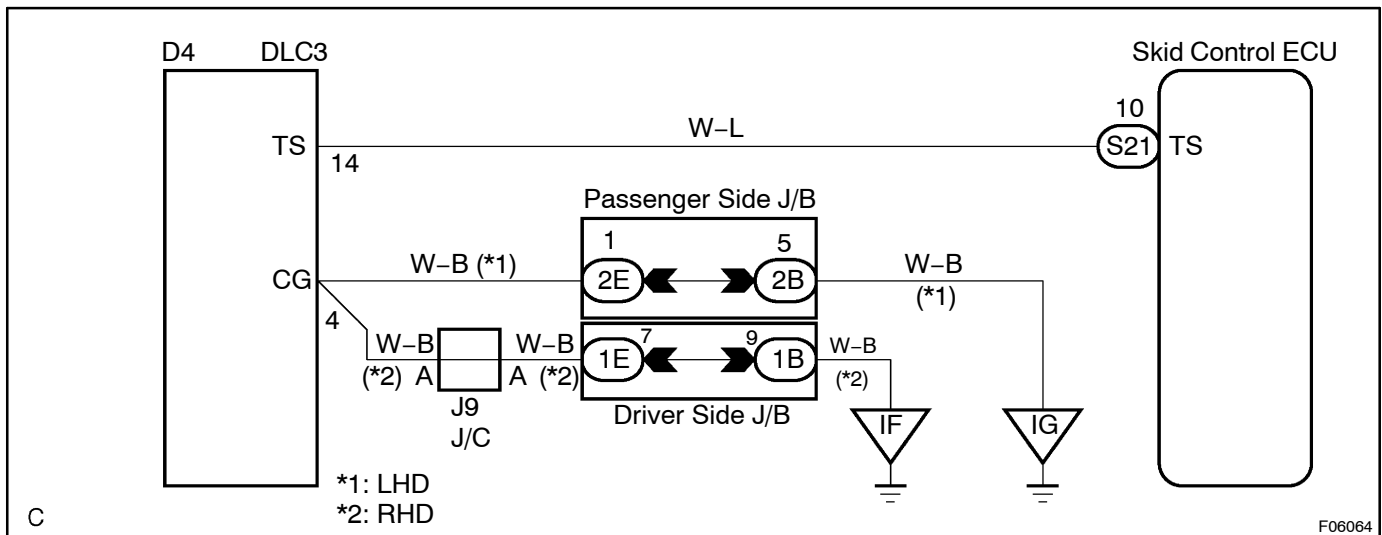 D4 DLC3 Skid Control ECU
10
TS W–L S21 TS
14
Passenger Side J/B
1 5
CG W–B (*1) 2E 2B W–B
(*1)
4
W–B W–B 1E 7 9 1B W–B
(*2) A A (*2) (*2)
J9 Driver Side J/B IF IG
J/C
*1: LHD
*2: RHD
C F06064